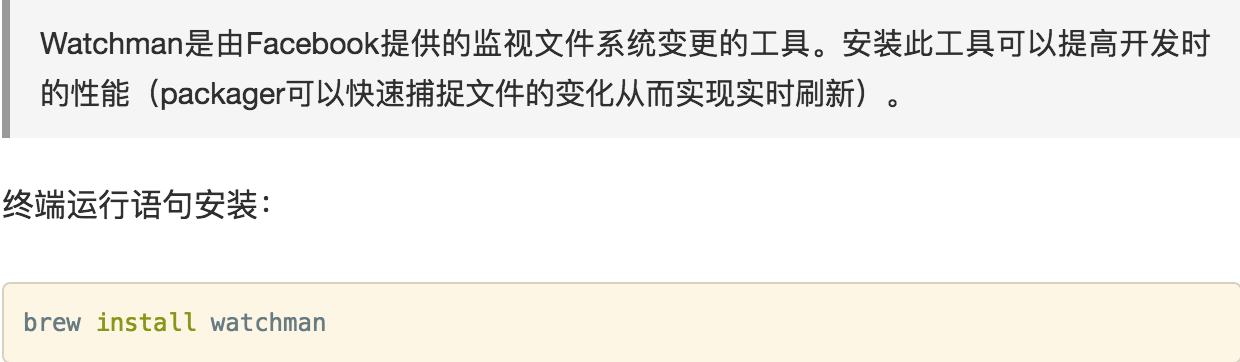 Watchman是由Facebook提供的监视文件系统变更的工具。安装此工具可以提高开发时
的性能（packager可以快速捕捉文件的变化从而实现实时刷新）。
终端运行语句安装：
brew install watchman